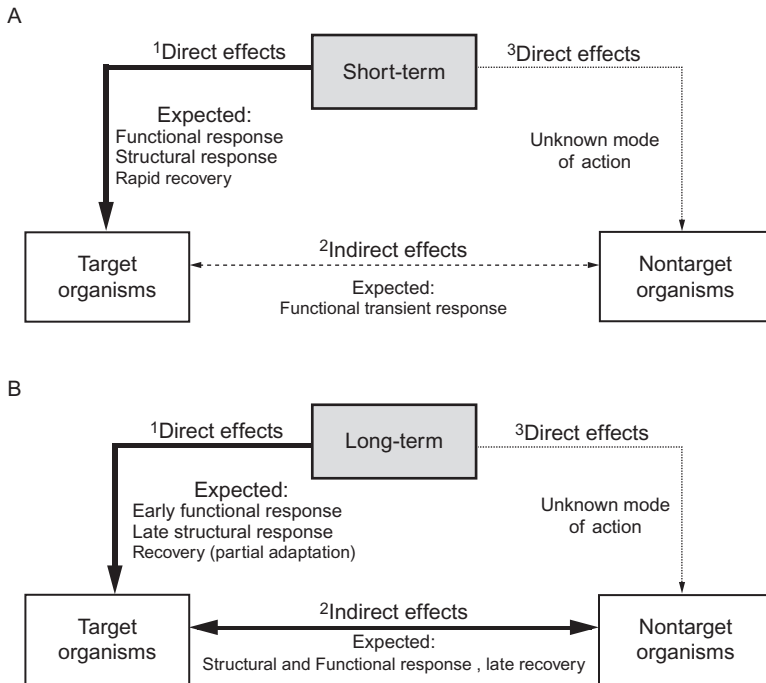 A
¹Direct effects
Short-term
³Direct effects
Expected:
Functional response
Structural response
Rapid recovery
Unknown mode
of action
Target
organisms
²Indirect effects
Expected:
Functional transient response
Nontarget
organisms
B
¹Direct effects
Long-term
³Direct effects
Expected:
Early functional response
Late structural response
Recovery (partial adaptation)
Unknown mode
of action
Target
organisms
²Indirect effects
Expected:
Structural and Functional response , late recovery
Nontarget
organisms